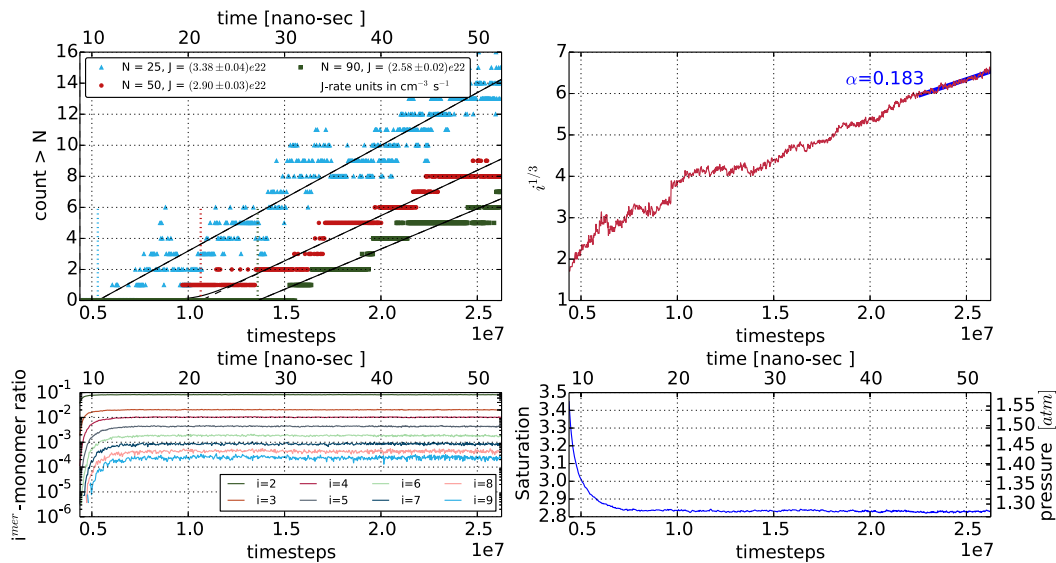 time [nano-sec ]
10 20 30 40 50
16
14
12
10
8
6
4
2
0
count > N
N = 25, J = (3.38 ±0.04)e22
N = 50, J = (2.90 ±0.03)e22
N = 90, J = (2.58 ±0.02)e22
J-rate units in cm⁻³ s⁻¹
0.5 1.0 1.5 2.0 2.5
1e7
timesteps
7
6
5
4
3
2
1
i^{1/3}
α=0.183
0.5 1.0 1.5 2.0 2.5
1e7
timesteps
time [nano-sec ]
10 20 30 40 50
10⁻¹
10⁻²
10⁻³
10⁻⁴
10⁻⁵
10⁻⁶
i^{mer}-monomer ratio
i=2 i=4 i=6 i=8
i=3 i=5 i=7 i=9
0.5 1.0 1.5 2.0 2.5
1e7
timesteps
time [nano-sec ]
10 20 30 40 50
3.5
3.4
3.3
3.2
3.1
3.0
2.9
2.8
Saturation
1.55
1.50
1.45
1.40
1.35
1.30
pressure [atm]
0.5 1.0 1.5 2.0 2.5
1e7
timesteps